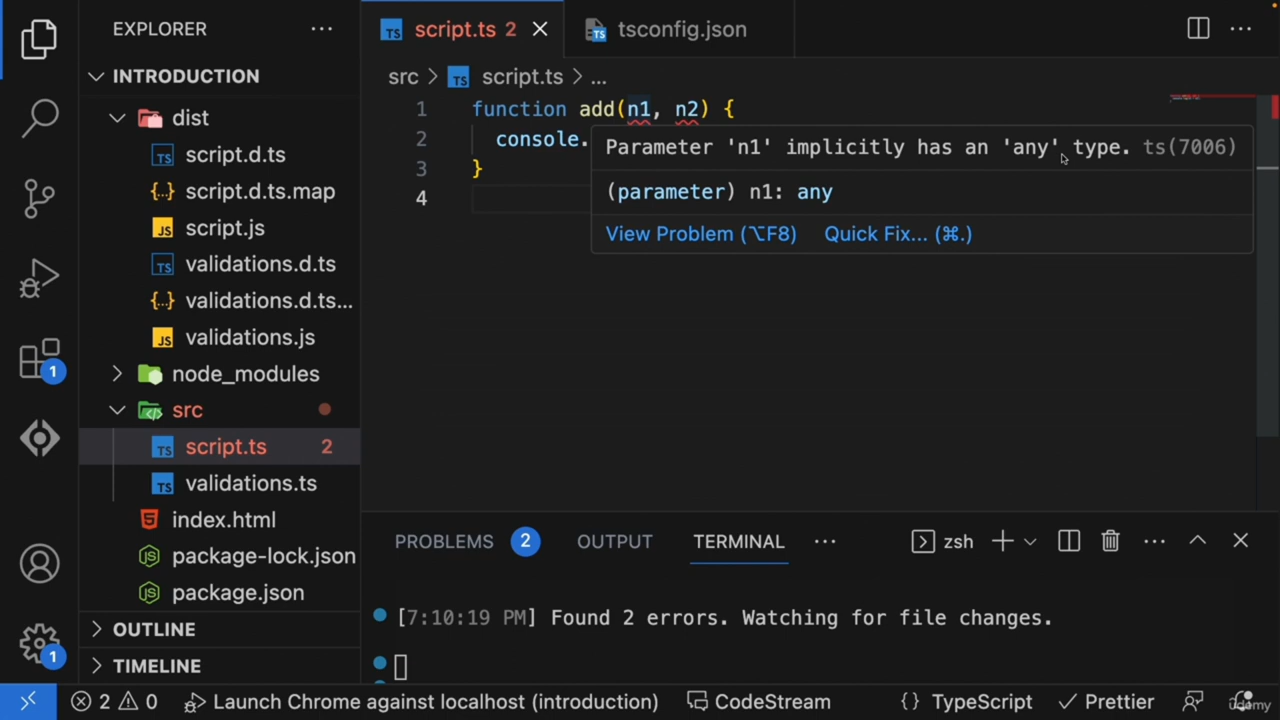 EXPLORER
INTRODUCTION
dist
script.d.ts
script.d.ts.map
script.js
validations.d.ts
validations.d.ts...
validations.js
node_modules
src
script.ts 2
validations.ts
index.html
package-lock.json
package.json
OUTLINE
TIMELINE
1
1
script.ts 2
tsconfig.json
src > script.ts > ...
1 function add(n1, n2) {
2 console.
3 }
4
Parameter 'n1' implicitly has an 'any' type. ts(7006)
(parameter) n1: any
View Problem (⌥F8) Quick Fix... (⌘.)
PROBLEMS 2 OUTPUT TERMINAL ... zsh
[7:10:19 PM] Found 2 errors. Watching for file changes.
2 0 Launch Chrome against localhost (introduction) CodeStream {} TypeScript Prettier
udemy